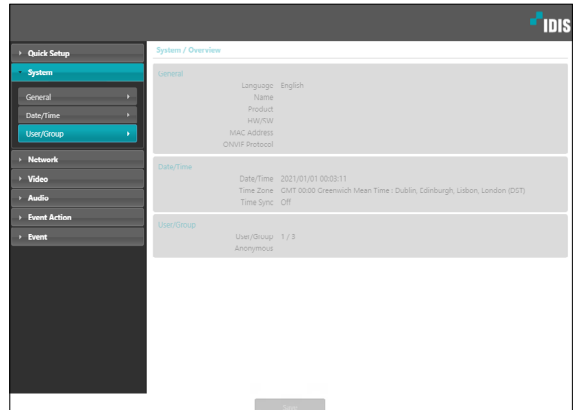 IDIS
Quick Setup
System
General
Date/Time
User/Group
Network
Video
Audio
Event Action
Event
System / Overview
General
Language English
Name
Product
HW/SW
MAC Address
ONVIF Protocol
Date/Time
Date/Time 2021/01/01 00:03:11
Time Zone GMT 00:00 Greenwich Mean Time : Dublin, Edinburgh, Lisbon, London (DST)
Time Sync Off
User/Group
User/Group 1 / 3
Anonymous